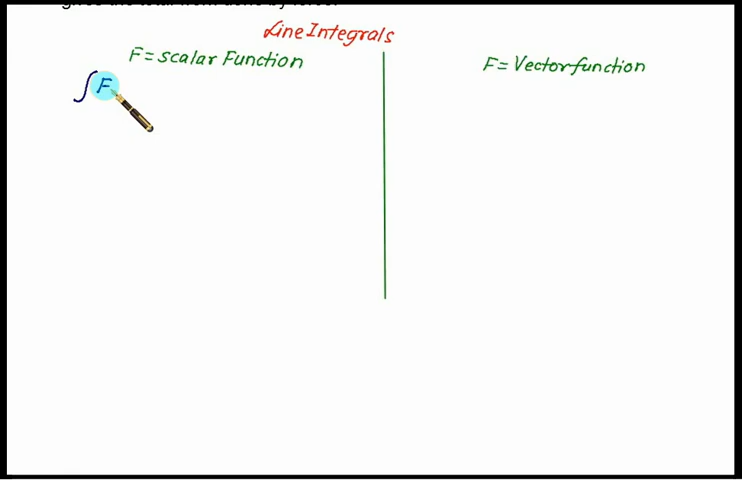 Line Integrals
F = scalar Function
F = Vector function
∫ F